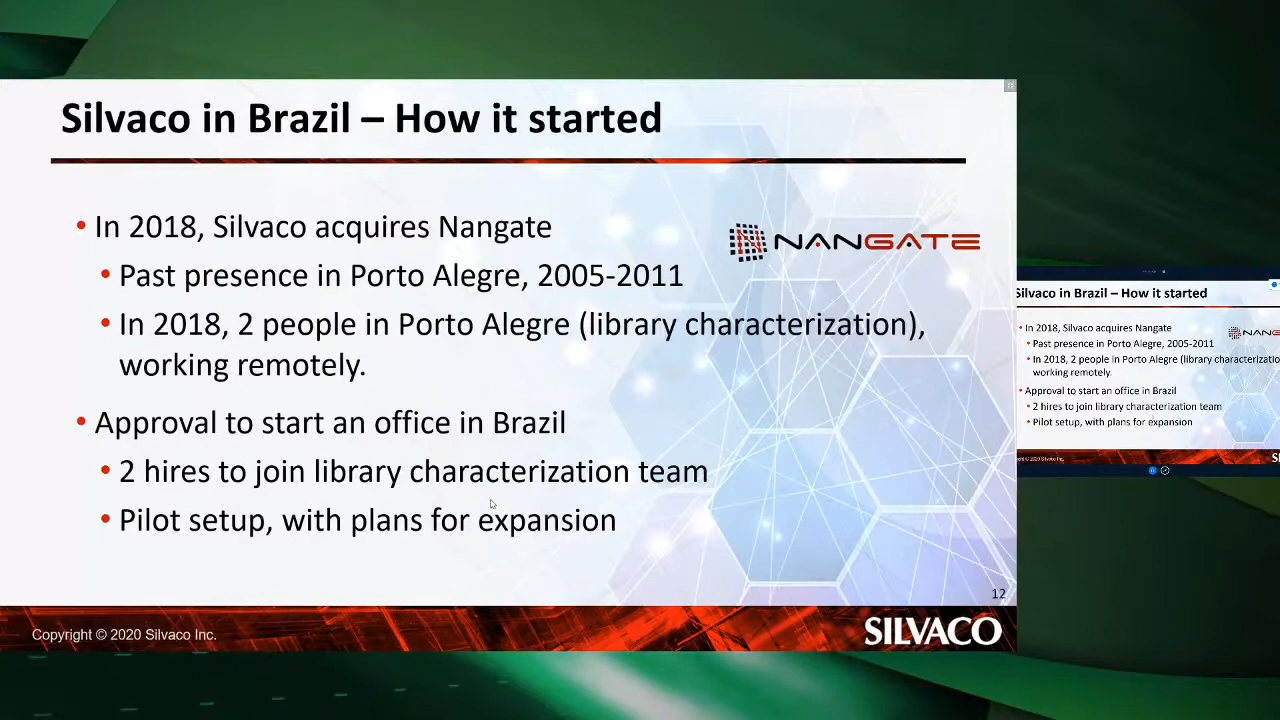 Silvaco in Brazil – How it started
• In 2018, Silvaco acquires Nangate
NANGATE
• Past presence in Porto Alegre, 2005-2011
• In 2018, 2 people in Porto Alegre (library characterization),
working remotely.
• Approval to start an office in Brazil
• 2 hires to join library characterization team
• Pilot setup, with plans for expansion
12
Copyright © 2020 Silvaco Inc.
SILVACO
Silvaco in Brazil – How it started
• In 2018, Silvaco acquires Nangate
NANG
• Past presence in Porto Alegre, 2005-2011
• In 2018, 2 people in Porto Alegre (library characterizatio
working remotely.
• Approval to start an office in Brazil
• 2 hires to join library characterization team
• Pilot setup, with plans for expansion
© 2020 Silvaco Inc.